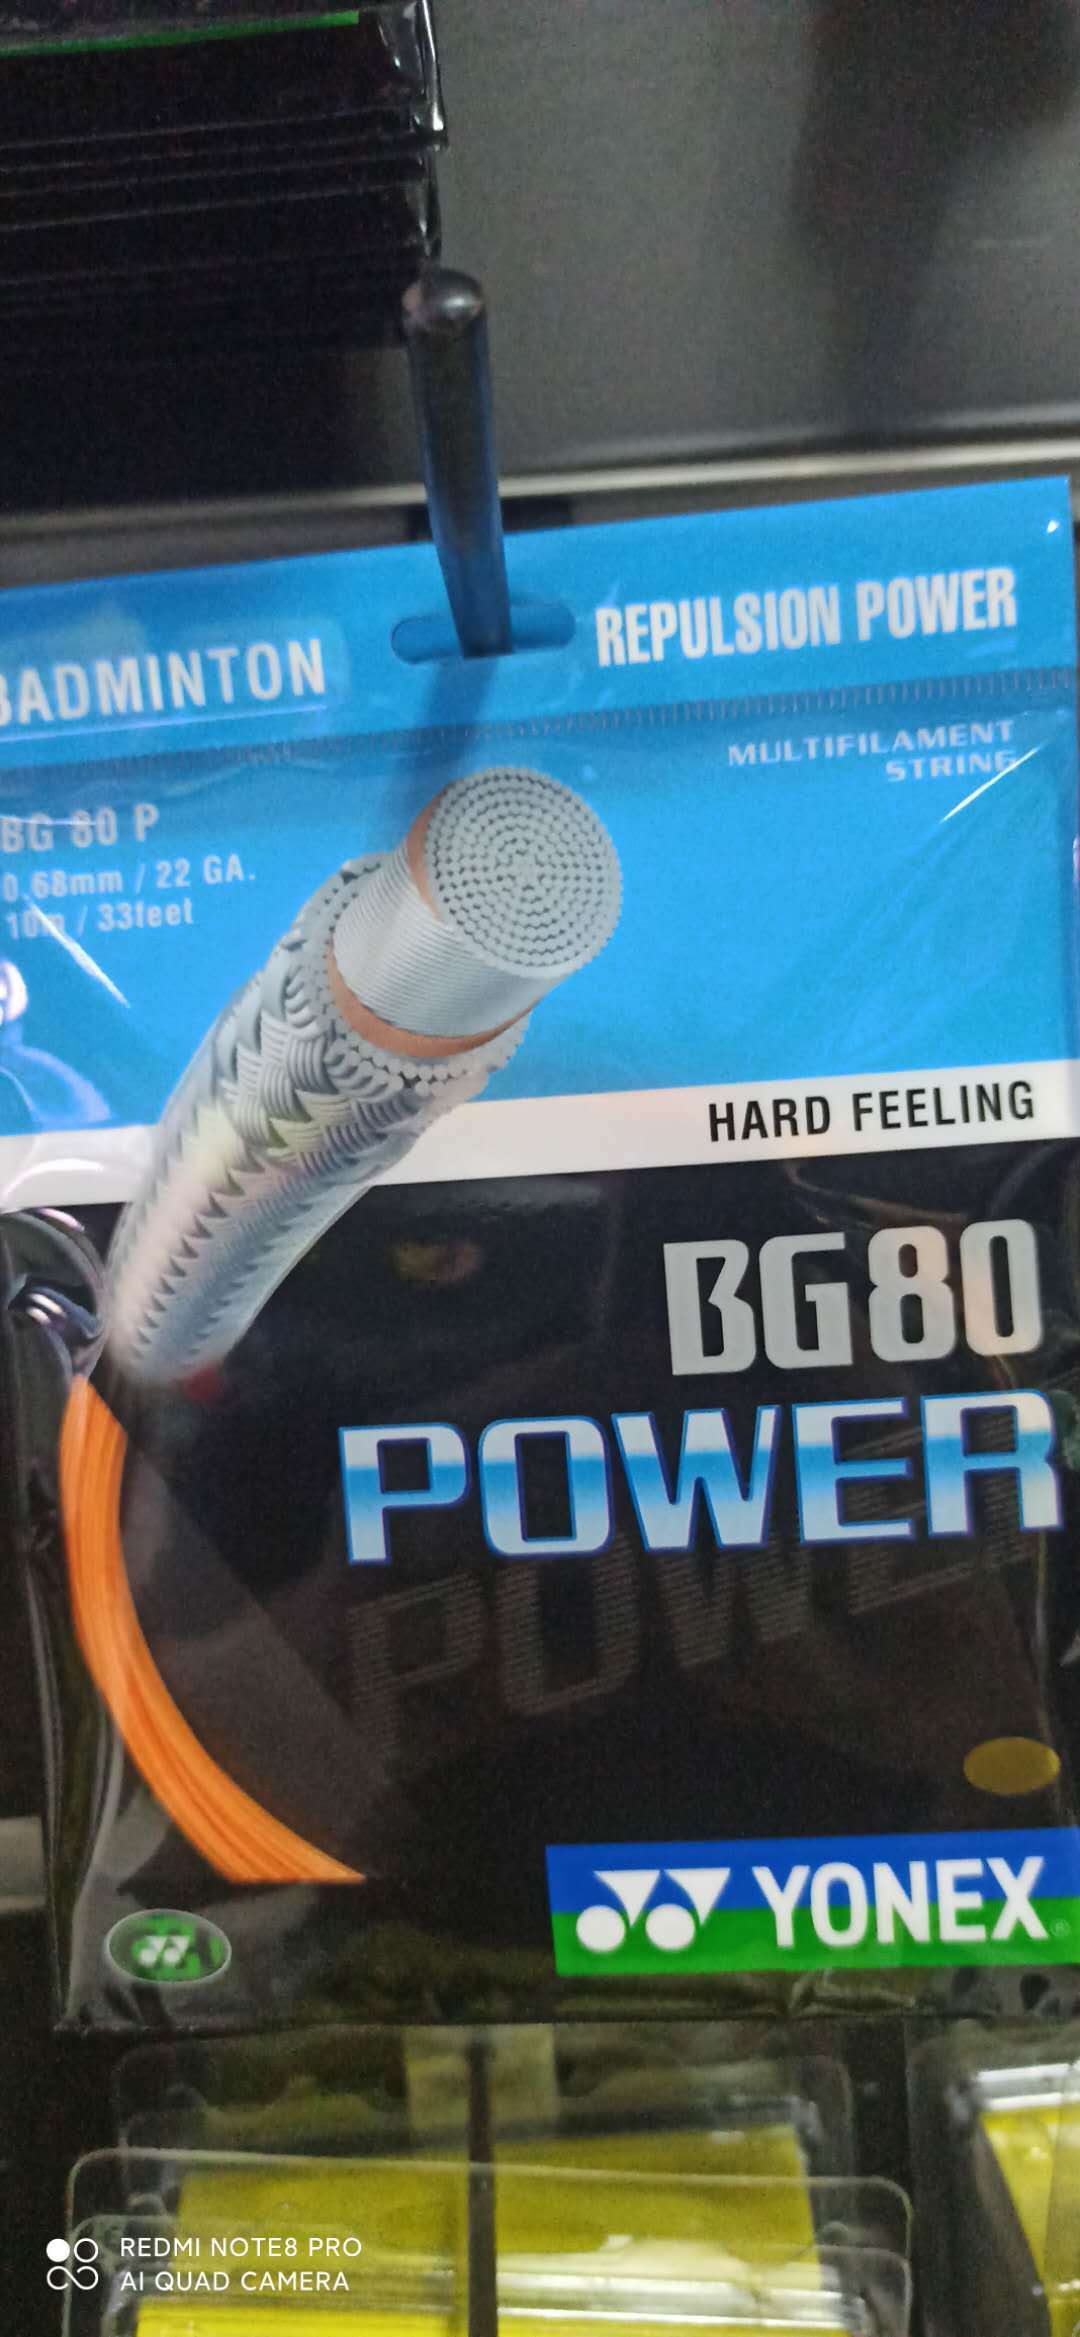 BADMINTON
REPULSION POWER
MULTIFILAMENT
STRING
BG 80 P
0.68mm / 22 GA.
10m / 33feet
HARD FEELING
BG80
POWER
POWER
YONEX®
REDMI NOTE8 PRO
AI QUAD CAMERA